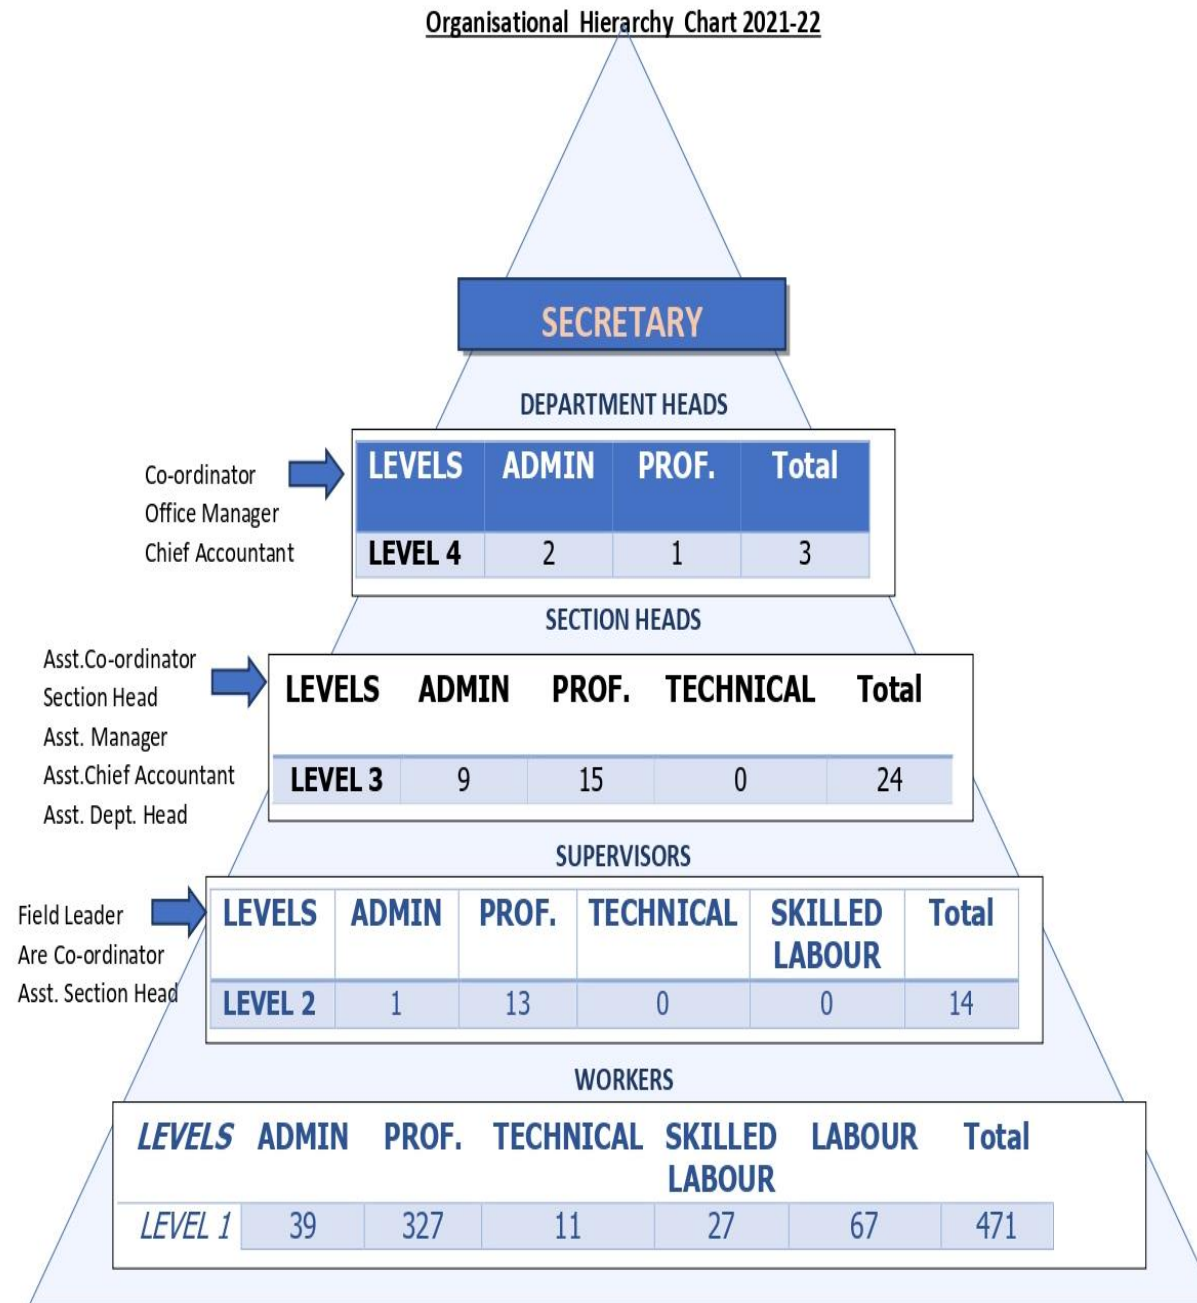 Organisational Hierarchy Chart 2021-22
SECRETARY
DEPARTMENT HEADS
Co-ordinator
Office Manager
Chief Accountant
LEVELS ADMIN PROF. Total
LEVEL 4 2 1 3
SECTION HEADS
Asst.Co-ordinator
Section Head
Asst. Manager
Asst.Chief Accountant
Asst. Dept. Head
LEVELS ADMIN PROF. TECHNICAL Total
LEVEL 3 9 15 0 24
SUPERVISORS
Field Leader
Are Co-ordinator
Asst. Section Head
LEVELS ADMIN PROF. TECHNICAL SKILLED Total
LABOUR
LEVEL 2 1 13 0 0 14
WORKERS
LEVELS ADMIN PROF. TECHNICAL SKILLED LABOUR Total
LABOUR
LEVEL 1 39 327 11 27 67 471